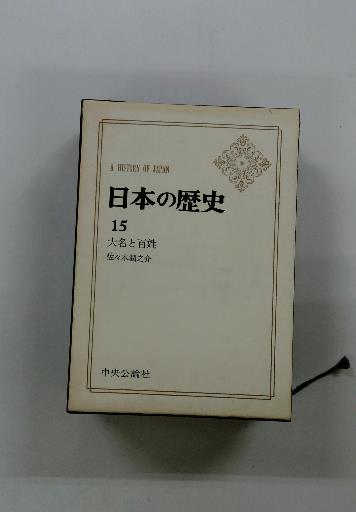 A HISTORY OF JAPAN
日本の歴史
15
大名と百姓
佐々木潤之介
中央公論社